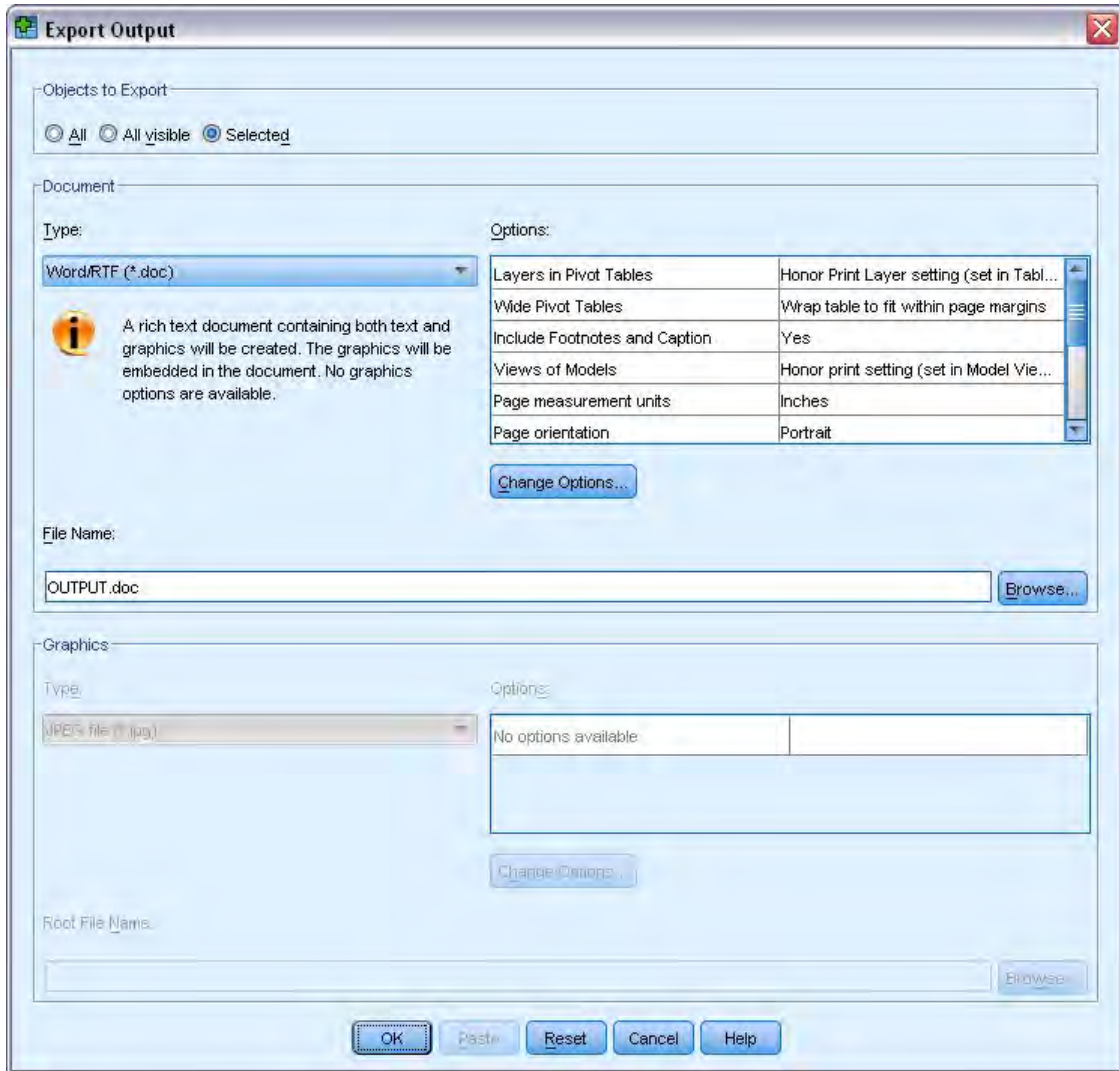 Export Output
Objects to Export
All All visible Selected
Document
Type:
Options:
Word/RTF (*.doc)
A rich text document containing both text and
graphics will be created. The graphics will be
embedded in the document. No graphics
options are available.
Layers in Pivot Tables Honor Print Layer setting (set in Tabl...
Wide Pivot Tables Wrap table to fit within page margins
Include Footnotes and Caption Yes
Views of Models Honor print setting (set in Model Vie...
Page measurement units Inches
Page orientation Portrait
Change Options...
File Name:
OUTPUT.doc
Browse...
Graphics
Type:
Options:
JPEG file (*.jpg)
No options available
Change Options...
Root File Name:
Browse...
OK Paste Reset Cancel Help